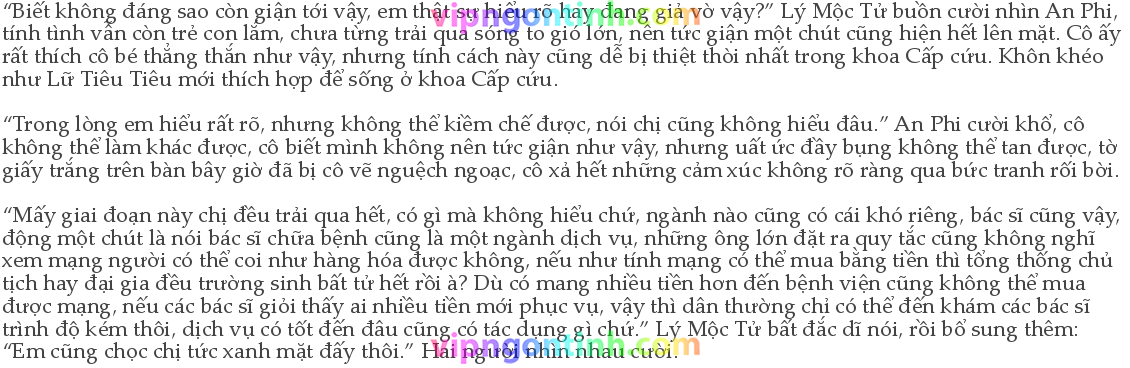 “Biết không đáng sao còn giận tới vậy, em thật sự hiểu rõ hay đang giả vờ vậy?” Lý Mộc Tử buồn cười nhìn An Phi,
tính tình vẫn còn trẻ con lắm, chưa từng trải qua sóng to gió lớn, nên tức giận một chút cũng hiện hết lên mặt. Cô ấy
rất thích cô bé thẳng thắn như vậy, nhưng tính cách này cũng dễ bị thiệt thòi nhất trong khoa Cấp cứu. Khôn khéo
như Lữ Tiêu Tiêu mới thích hợp để sống ở khoa Cấp cứu.
“Trong lòng em hiểu rất rõ, nhưng không thể kiềm chế được, nói chị cũng không hiểu đâu.” An Phi cười khổ, cô
không thể làm khác được, cô biết mình không nên tức giận như vậy, nhưng uất ức đầy bụng không thể tan được, tờ
giấy trắng trên bàn bây giờ đã bị cô vẽ nguệch ngoạc, cô xả hết những cảm xúc không rõ ràng qua bức tranh rối bời.
“Mấy giai đoạn này chị đều trải qua hết, có gì mà không hiểu chứ, ngành nào cũng có cái khó riêng, bác sĩ cũng vậy,
động một chút là nói bác sĩ chữa bệnh cũng là một ngành dịch vụ, những ông lớn đặt ra quy tắc cũng không nghĩ
xem mạng người có thể coi như hàng hóa được không, nếu như tính mạng có thể mua bằng tiền thì tổng thống chủ
tịch hay đại gia đều trường sinh bất tử hết rồi à? Dù có mang nhiều tiền hơn đến bệnh viện cũng không thể mua
được mạng, nếu các bác sĩ giỏi thấy ai nhiều tiền mới phục vụ, vậy thì dân thường chỉ có thể đến khám các bác sĩ
trình độ kém thôi, dịch vụ có tốt đến đâu cũng có tác dụng gì chứ.” Lý Mộc Tử bất đắc dĩ nói, rồi bổ sung thêm:
“Em cũng chọc chị tức xanh mặt đấy thôi.” Hai người nhìn nhau cười.
vipngontinh.com
vipngontinh.com